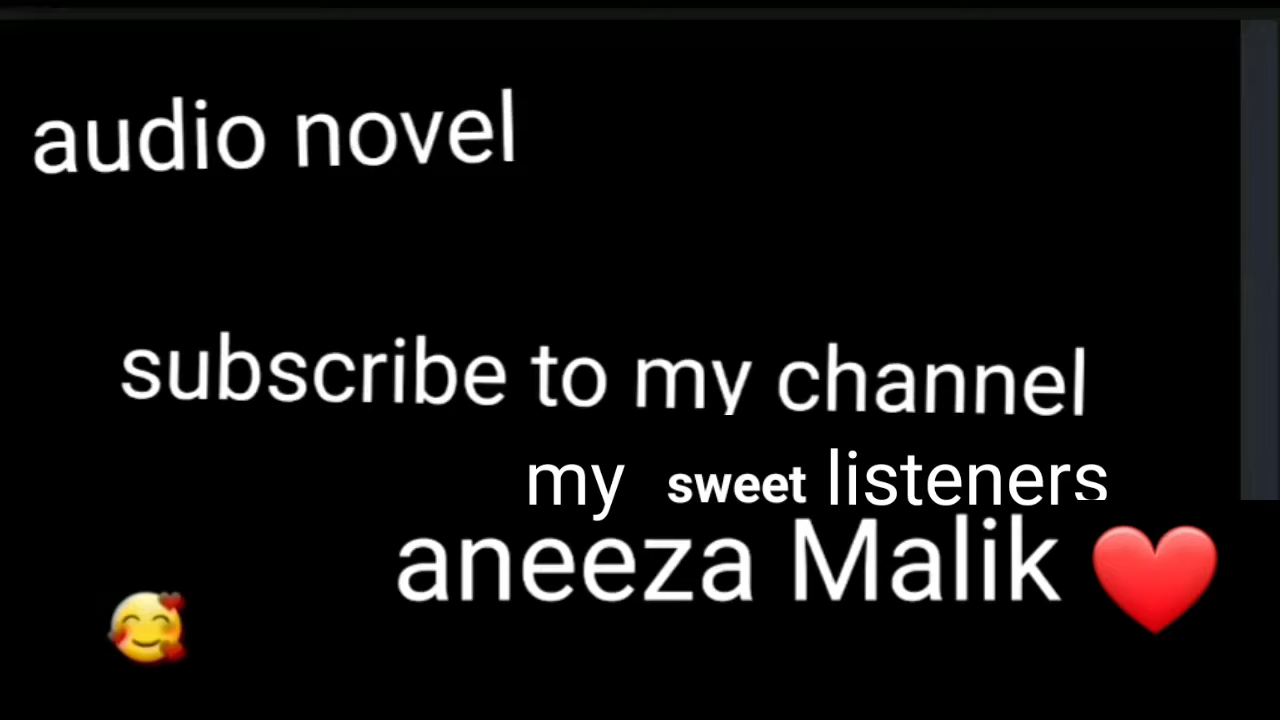 audio novel
subscribe to my channel
my sweet listeners
aneeza Malik ❤️
🥰